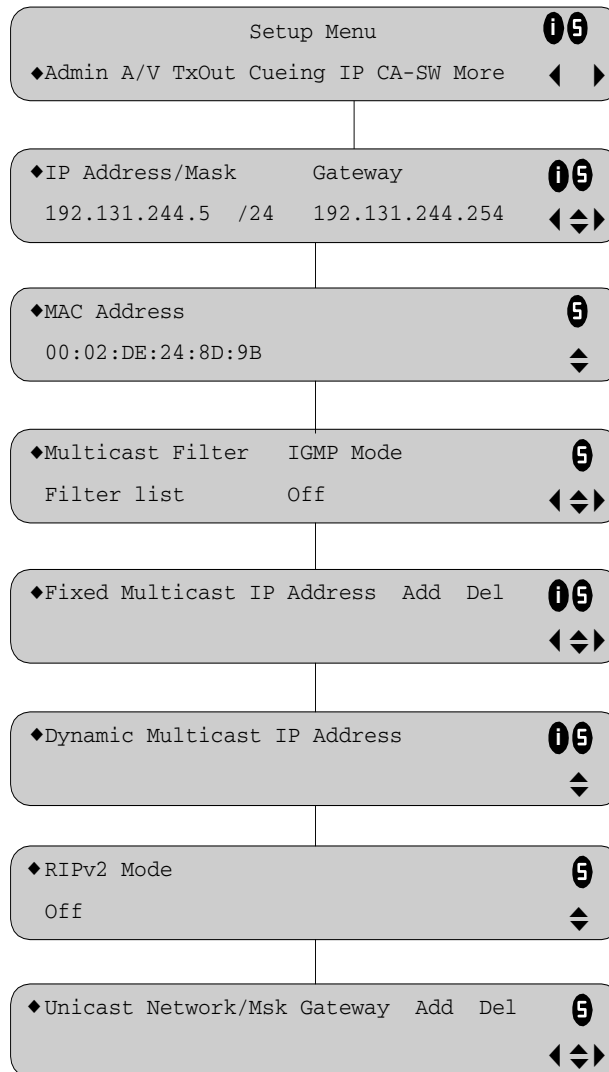 Setup Menu
i S
◆Admin A/V TxOut Cueing IP CA-SW More
◆IP Address/Mask Gateway
i S
192.131.244.5 /24 192.131.244.254
◆MAC Address
S
00:02:DE:24:8D:9B
◆Multicast Filter IGMP Mode
S
Filter list Off
◆Fixed Multicast IP Address Add Del
i S
◆Dynamic Multicast IP Address
i S
◆RIPv2 Mode
S
Off
◆Unicast Network/Msk Gateway Add Del
S